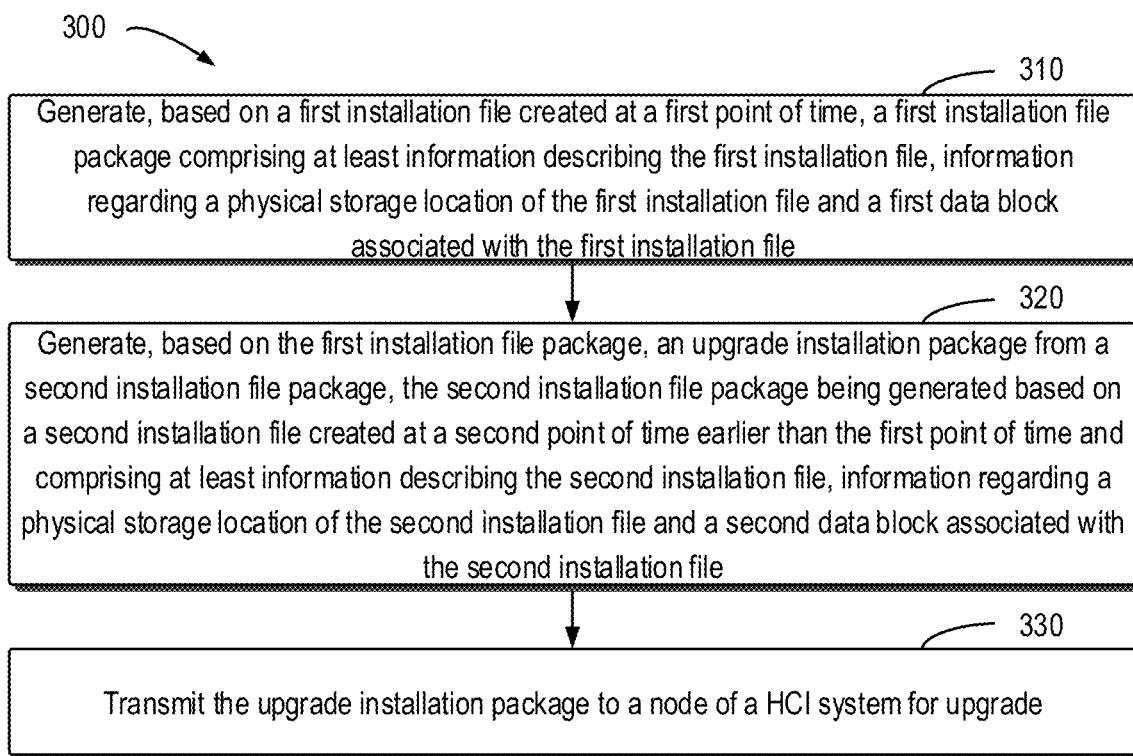 300
310
Generate, based on a first installation file created at a first point of time, a first installation file
package comprising at least information describing the first installation file, information
regarding a physical storage location of the first installation file and a first data block
associated with the first installation file
320
Generate, based on the first installation file package, an upgrade installation package from a
second installation file package, the second installation file package being generated based on
a second installation file created at a second point of time earlier than the first point of time and
comprising at least information describing the second installation file, information regarding a
physical storage location of the second installation file and a second data block associated with
the second installation file
330
Transmit the upgrade installation package to a node of a HCI system for upgrade